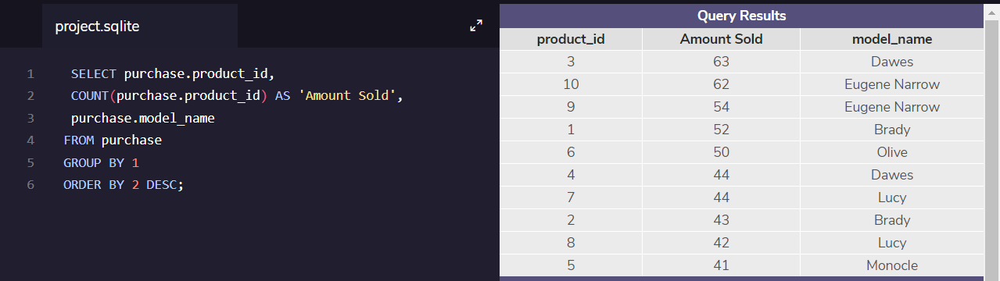 project.sqlite
1 SELECT purchase.product_id,
2 COUNT(purchase.product_id) AS 'Amount Sold',
3 purchase.model_name
4 FROM purchase
5 GROUP BY 1
6 ORDER BY 2 DESC;
Query Results
product_id Amount Sold model_name
3 63 Dawes
10 62 Eugene Narrow
9 54 Eugene Narrow
1 52 Brady
6 50 Olive
4 44 Dawes
7 44 Lucy
2 43 Brady
8 42 Lucy
5 41 Monocle